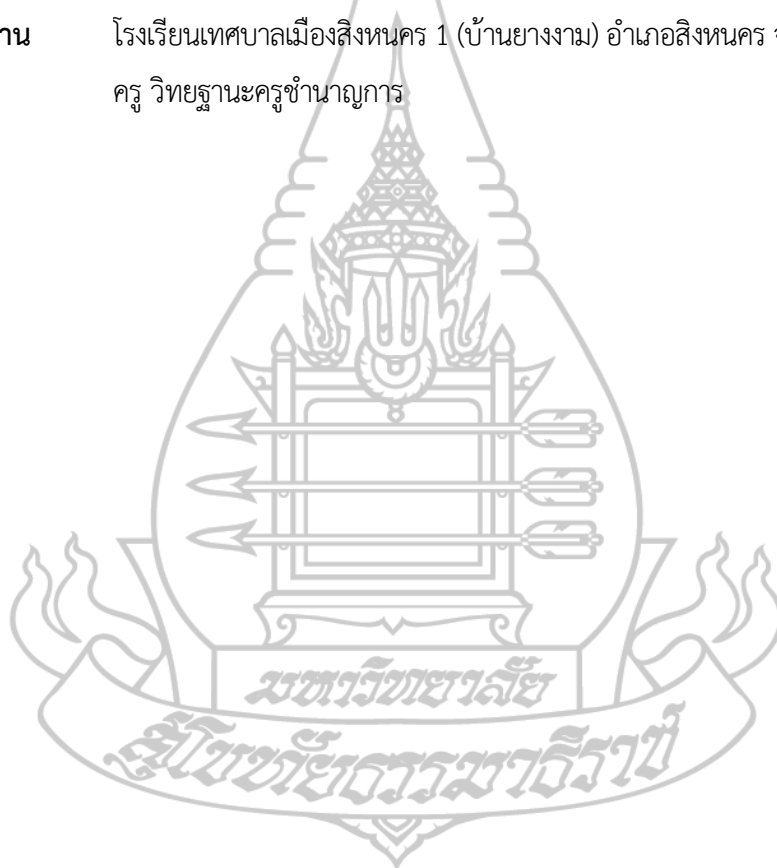 าน โรงเรียนเทศบาลเมืองสิงหนคร 1 (บ้านยางงาม) อำเภอสิงหนคร จ
ครู วิทยฐานะครูชำนาญการ
มหาวิทยาลัย
สุโขทัยธรรมาธิราช